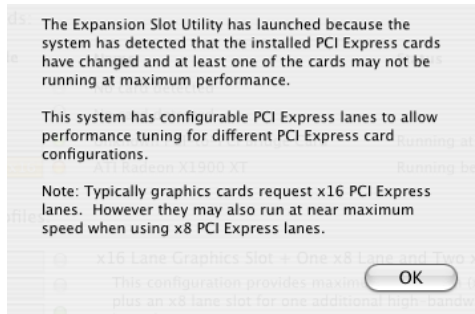 The Expansion Slot Utility has launched because the
system has detected that the installed PCI Express cards
have changed and at least one of the cards may not be
running at maximum performance.
This system has configurable PCI Express lanes to allow
performance tuning for different PCI Express card
configurations.
Running at
ATI Radeon X1900 XT
Running be
Note: Typically graphics cards request x16 PCI Express
lanes. However they may also run at near maximum
speed when using x8 PCI Express lanes.
x16 Lane Graphics Slot + One x8 Lane and Two x
OK
This configuration provides maxim
plus an x8 lane slot for one additional high-bandw